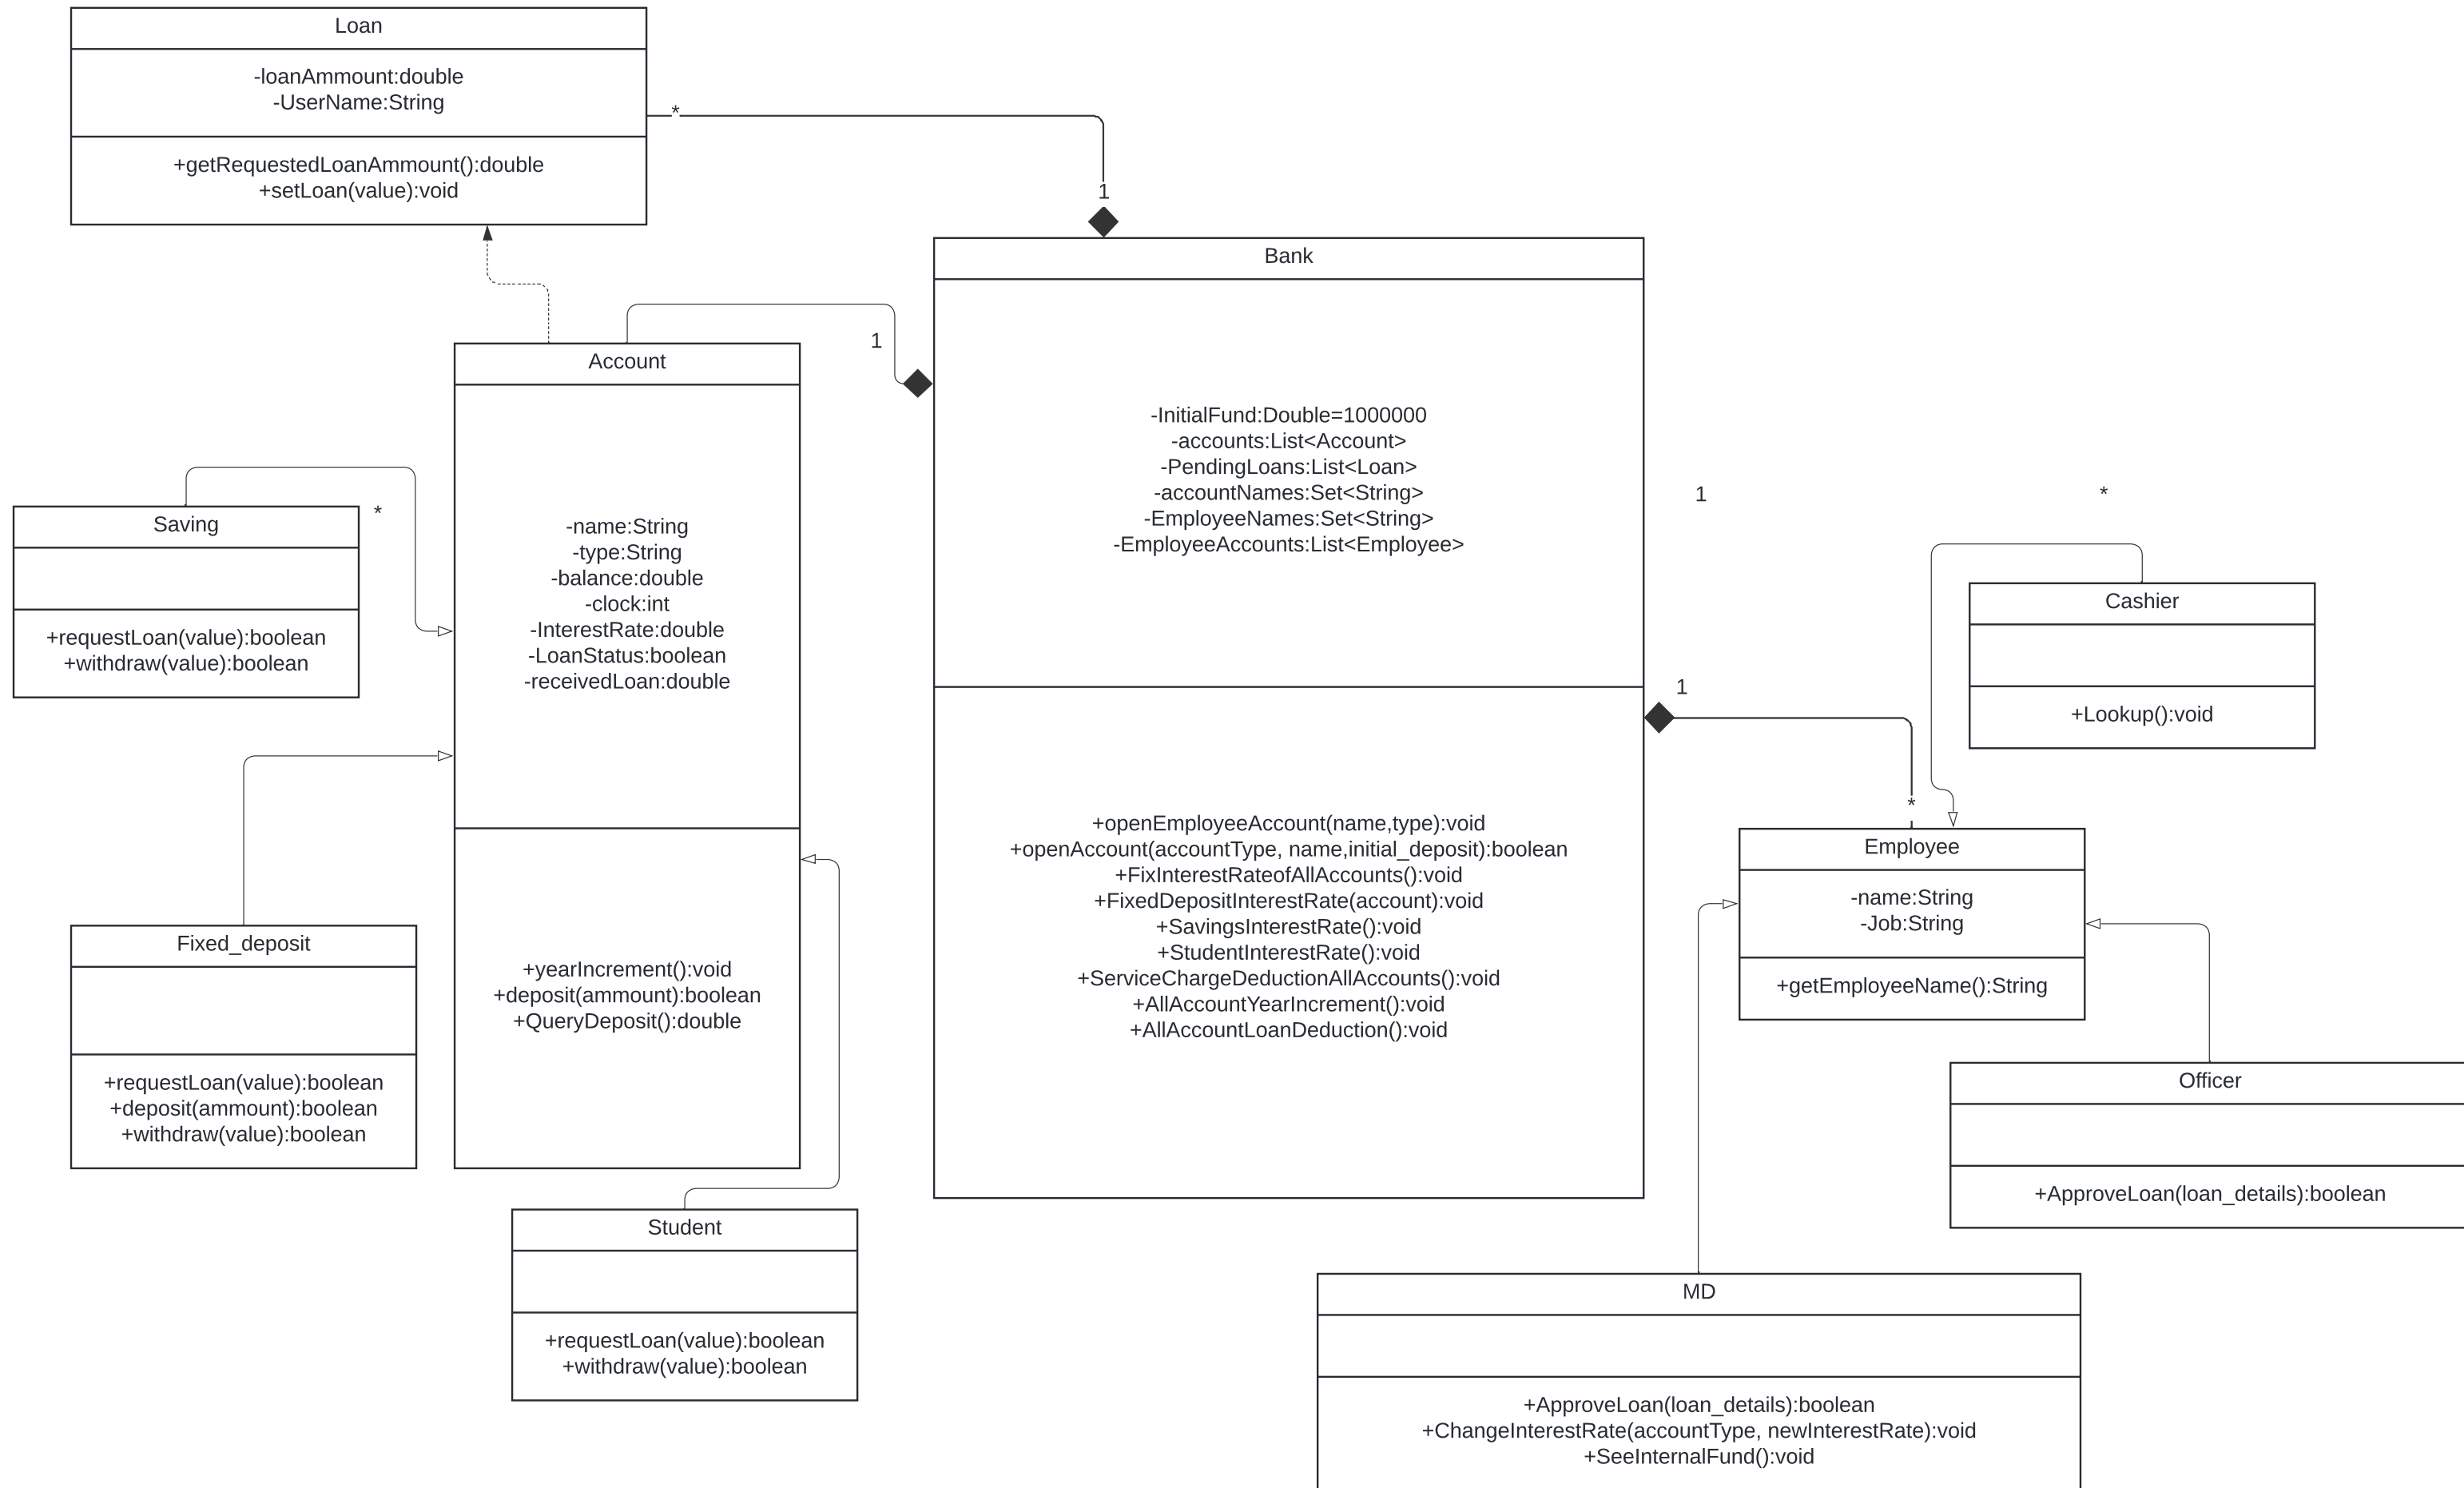 Loan
-loanAmmount:double
-UserName:String
+getRequestedLoanAmmount():double
+setLoan(value):void
*
1
Bank
-InitialFund:Double=1000000
-accounts:List<Account>
-PendingLoans:List<Loan>
-accountNames:Set<String>
-EmployeeNames:Set<String>
-EmployeeAccounts:List<Employee>
+openEmployeeAccount(name,type):void
+openAccount(accountType, name,initial_deposit):boolean
+FixInterestRateofAllAccounts():void
+FixedDepositInterestRate(account):void
+SavingsInterestRate():void
+StudentInterestRate():void
+ServiceChargeDeductionAllAccounts():void
+AllAccountYearIncrement():void
+AllAccountLoanDeduction():void
1
Account
-name:String
-type:String
-balance:double
-clock:int
-InterestRate:double
-LoanStatus:boolean
-receivedLoan:double
+yearIncrement():void
+deposit(ammount):boolean
+QueryDeposit():double
*
Saving
+requestLoan(value):boolean
+withdraw(value):boolean
Fixed_deposit
+requestLoan(value):boolean
+deposit(ammount):boolean
+withdraw(value):boolean
Student
+requestLoan(value):boolean
+withdraw(value):boolean
1
*
Cashier
+Lookup():void
1
*
Employee
-name:String
-Job:String
+getEmployeeName():String
Officer
+ApproveLoan(loan_details):boolean
MD
+ApproveLoan(loan_details):boolean
+ChangeInterestRate(accountType, newInterestRate):void
+SeeInternalFund():void